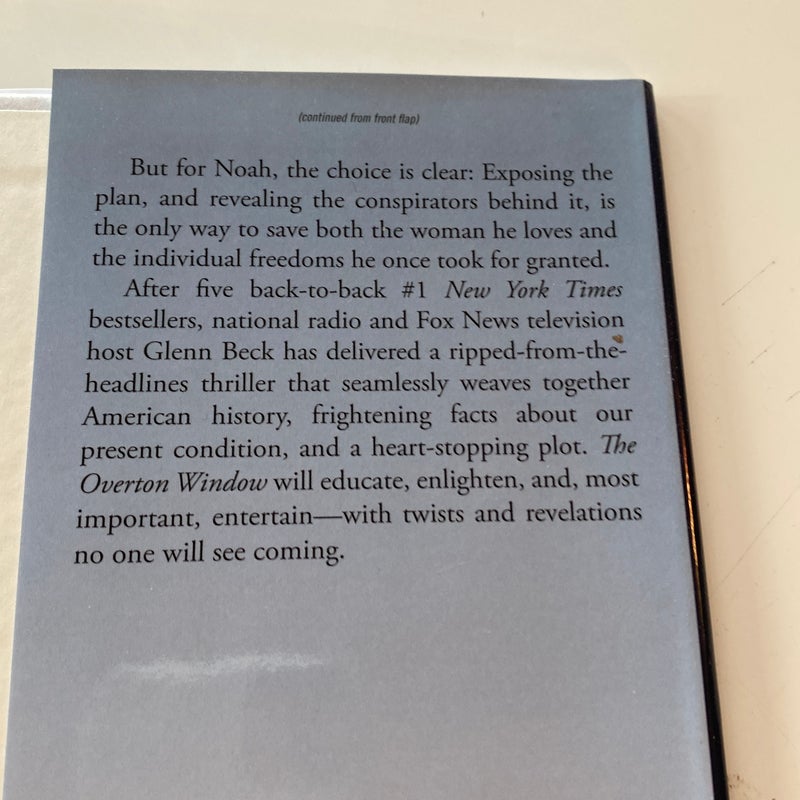 (continued from front flap)
But for Noah, the choice is clear: Exposing the
plan, and revealing the conspirators behind it, is
the only way to save both the woman he loves and
the individual freedoms he once took for granted.
After five back-to-back #1 New York Times
bestsellers, national radio and Fox News television
host Glenn Beck has delivered a ripped-from-the-
headlines thriller that seamlessly weaves together
American history, frightening facts about our
present condition, and a heart-stopping plot. The
Overton Window will educate, enlighten, and, most
important, entertain—with twists and revelations
no one will see coming.